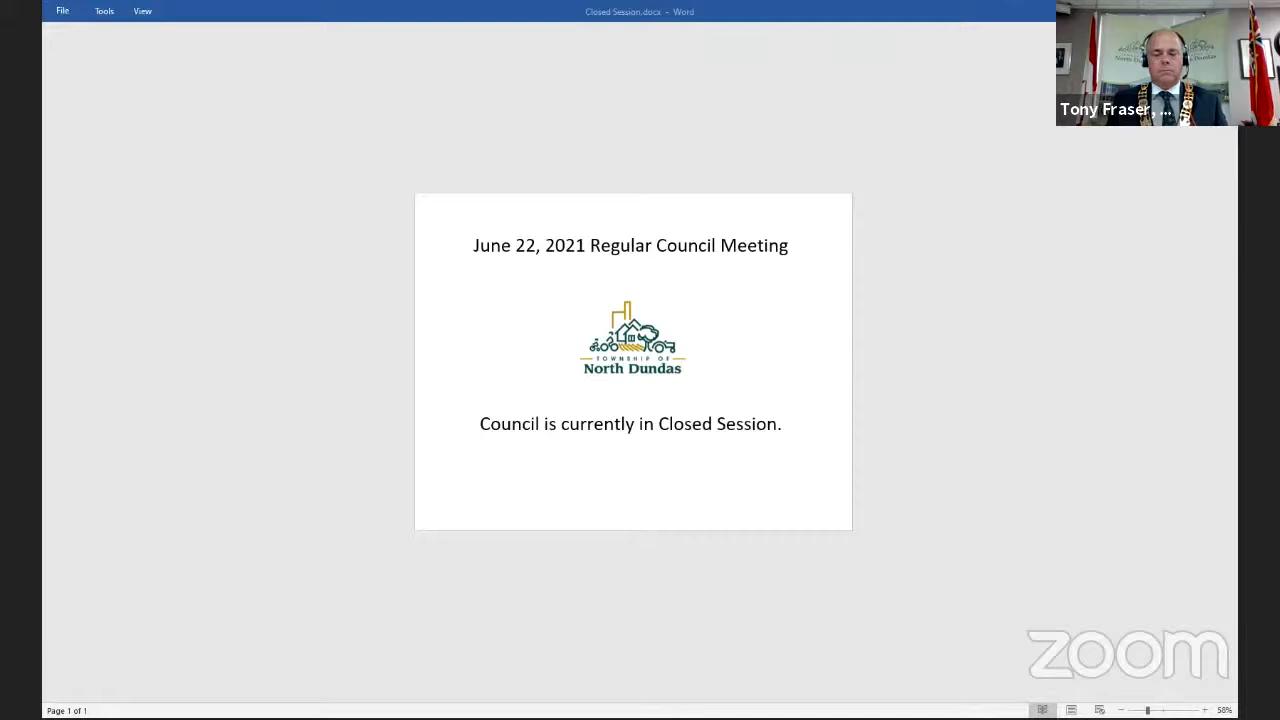 File Tools View
Closed Session.docx - Word
Tony Fraser, ...
June 22, 2021 Regular Council Meeting
TOWNSHIP OF
North Dundas
Council is currently in Closed Session.
zoom
Page 1 of 1
58%